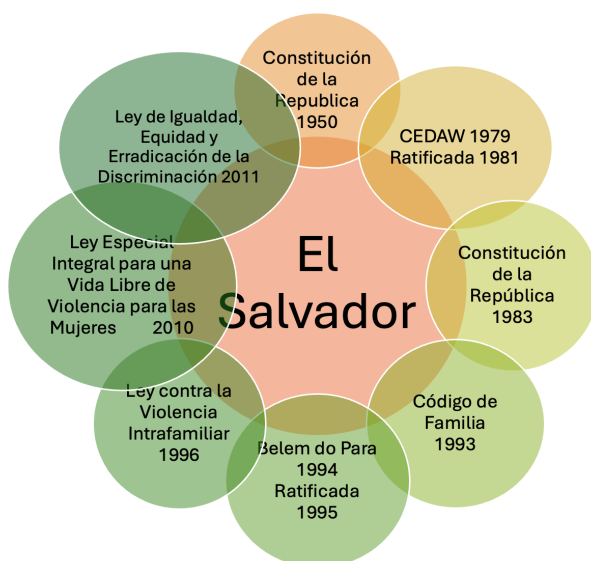 Constitución
de la
Republica
1950
CEDAW 1979
Ratificada 1981
Constitución
de la
República
1983
Código de
Familia
1993
Belem do Para
1994
Ratificada
1995
Ley contra la
Violencia
Intrafamiliar
1996
Ley Especial
Integral para una
Vida Libre de
Violencia para las
Mujeres 2010
Ley de Igualdad,
Equidad y
Erradicación de la
Discriminación 2011
El
Salvador